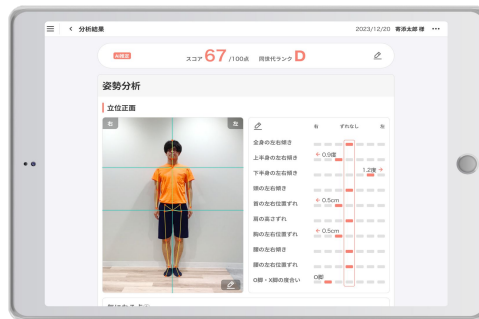 分析結果
2023/12/20 寄添太郎 様
AI測定
スコア 67 /100点 同世代ランク D
姿勢分析
立位正面
右 左
右 ずれなし 左
全身の左右傾き
上半身の左右傾き ← 0.9度
下半身の左右傾き 1.2度 →
頭の左右傾き
首の左右位置ずれ ← 0.5cm
肩の高さずれ
胸の左右位置ずれ ← 0.5cm
腰の左右傾き
腰の左右位置ずれ
O脚・X脚の度合い O脚